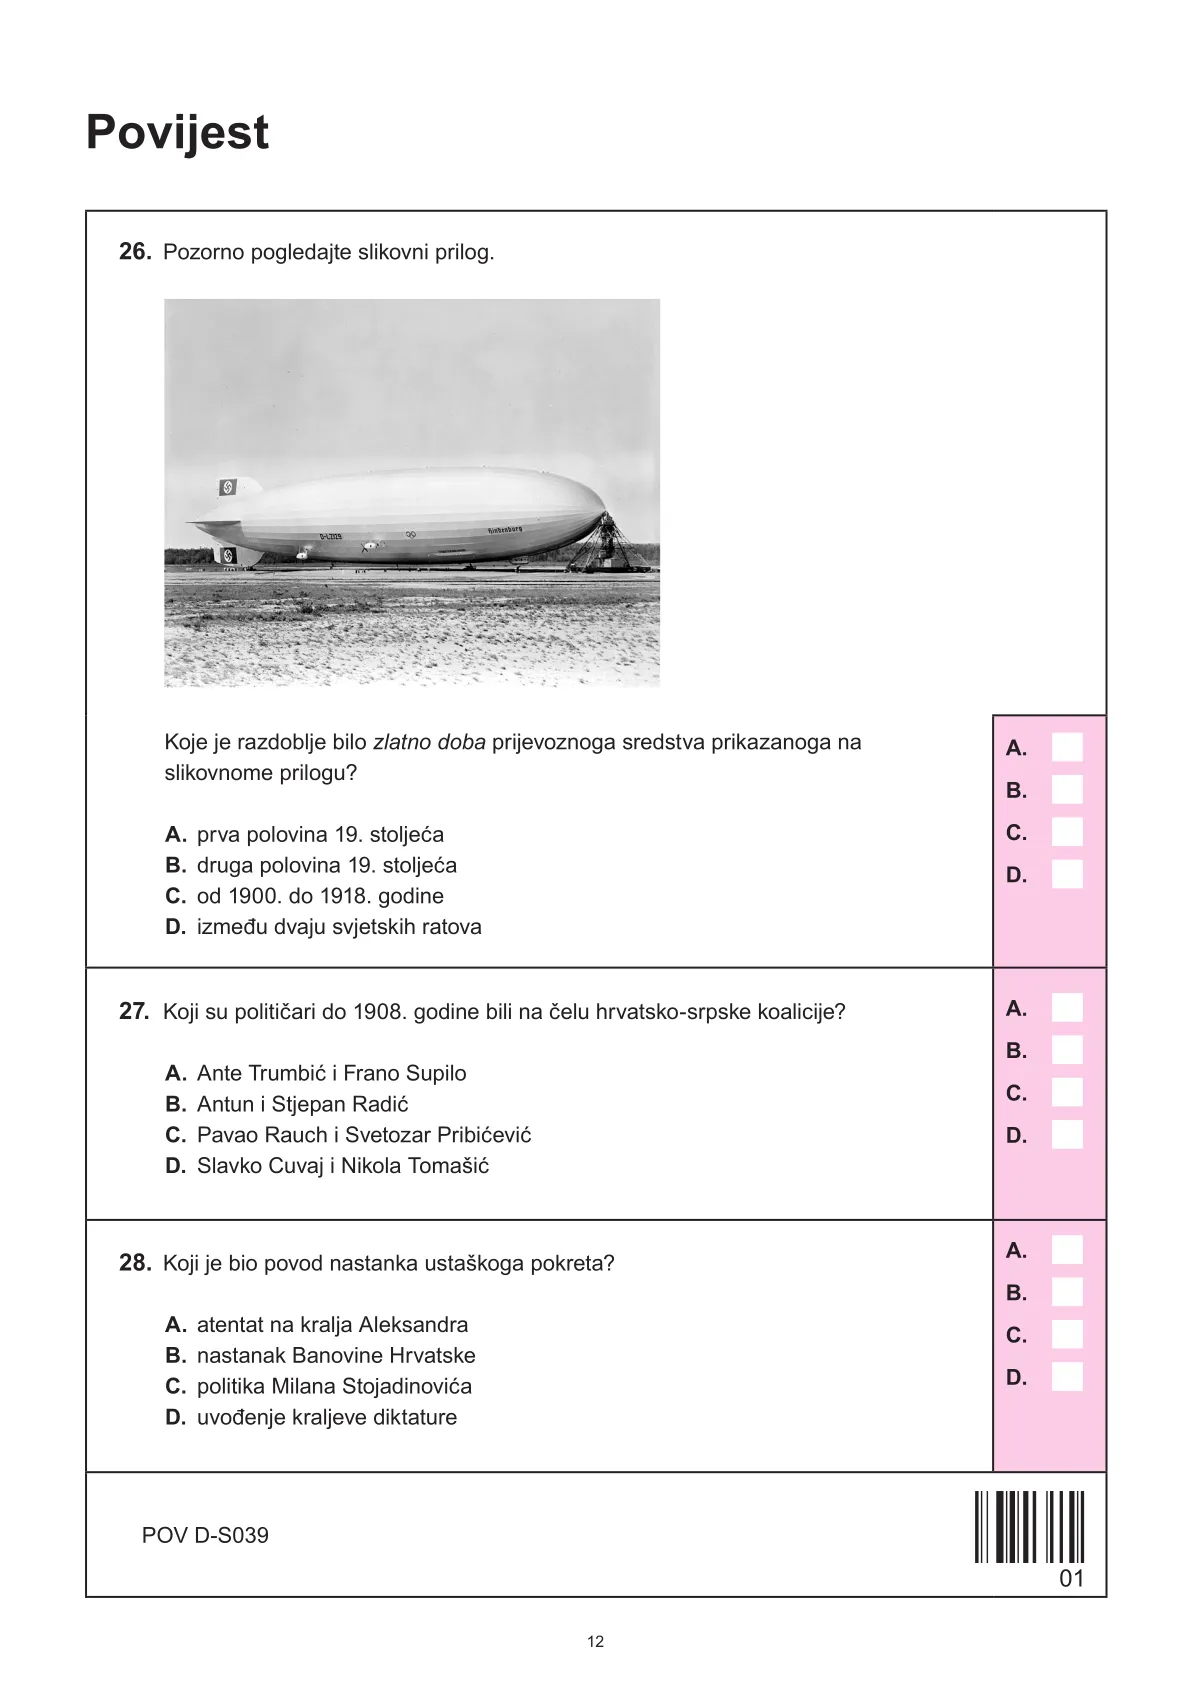 Povijest
26. Pozorno pogledajte slikovni prilog.
D-LZ129
Hindenburg
Koje je razdoblje bilo zlatno doba prijevoznoga sredstva prikazanoga na
slikovnome prilogu?
A. prva polovina 19. stoljeća
B. druga polovina 19. stoljeća
C. od 1900. do 1918. godine
D. između dvaju svjetskih ratova
A.
B.
C.
D.
27. Koji su političari do 1908. godine bili na čelu hrvatsko-srpske koalicije?
A. Ante Trumbić i Frano Supilo
B. Antun i Stjepan Radić
C. Pavao Rauch i Svetozar Pribićević
D. Slavko Cuvaj i Nikola Tomašić
A.
B.
C.
D.
28. Koji je bio povod nastanka ustaškoga pokreta?
A. atentat na kralja Aleksandra
B. nastanak Banovine Hrvatske
C. politika Milana Stojadinovića
D. uvođenje kraljeve diktature
A.
B.
C.
D.
POV D-S039
01
12